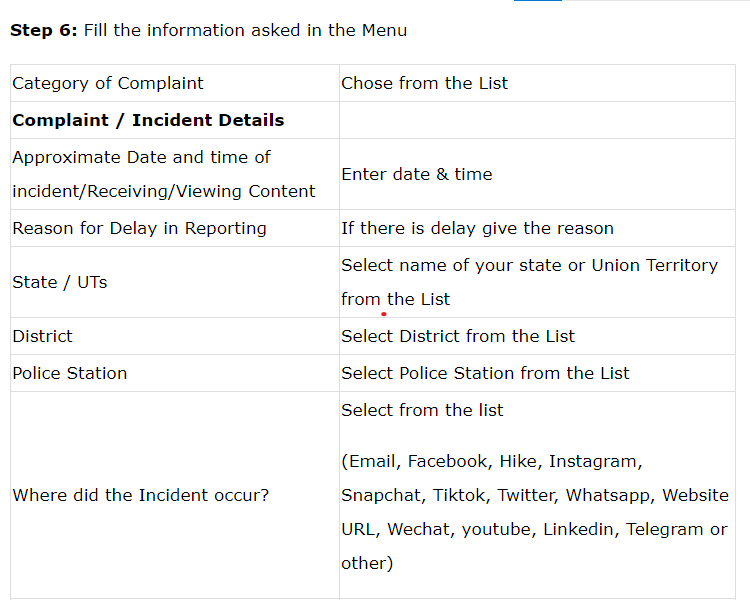 Step 6: Fill the information asked in the Menu
Category of Complaint
Chose from the List
Complaint / Incident Details
Approximate Date and time of
incident/Receiving/Viewing Content
Enter date & time
Reason for Delay in Reporting
If there is delay give the reason
State / UTs
Select name of your state or Union Territory
from the List
District
Select District from the List
Police Station
Select Police Station from the List
Where did the Incident occur?
Select from the list
(Email, Facebook, Hike, Instagram,
Snapchat, Tiktok, Twitter, Whatsapp, Website
URL, Wechat, youtube, Linkedin, Telegram or
other)